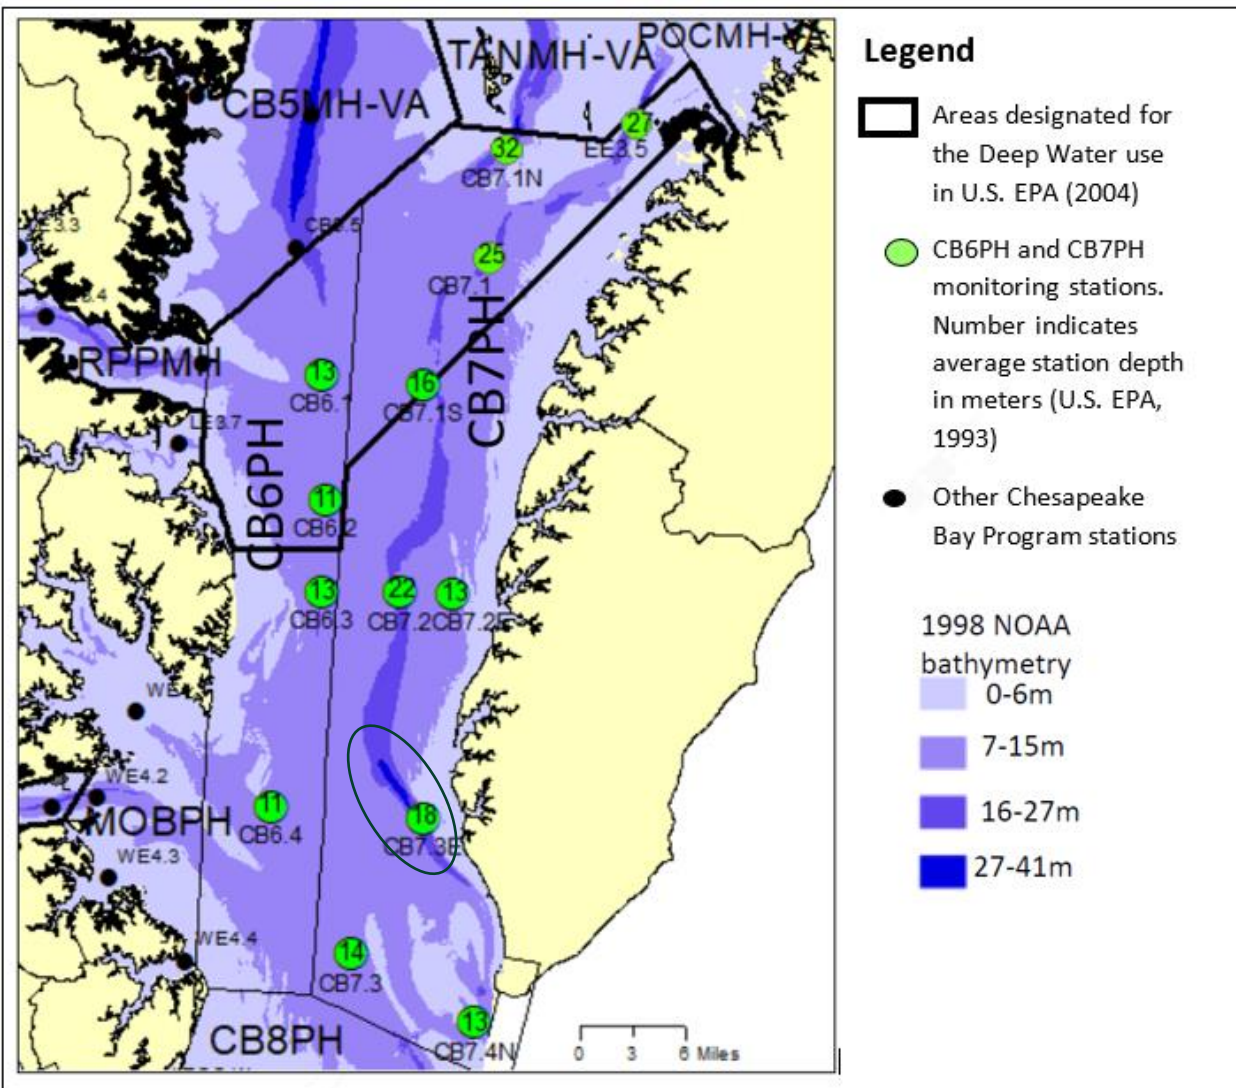 TANMH-VA
POCMH-VA
CB5MH-VA
27
EE3.5
32
CB7.1N
CB5.5
25
CB7.1
RPPMH
13
CB6.1
16
CB7.1S
CB7PH
LE3.7
CB6PH
11
CB6.2
13
CB6.3
22
CB7.2
13
CB7.2E
WE4.2
MOBPH
11
CB6.4
18
CB7.3E
WE4.3
WE4.4
14
CB7.3
13
CB7.4N
CB8PH
0 3 6 Miles
Legend
Areas designated for
the Deep Water use
in U.S. EPA (2004)
CB6PH and CB7PH
monitoring stations.
Number indicates
average station depth
in meters (U.S. EPA,
1993)
Other Chesapeake
Bay Program stations
1998 NOAA
bathymetry
0-6m
7-15m
16-27m
27-41m